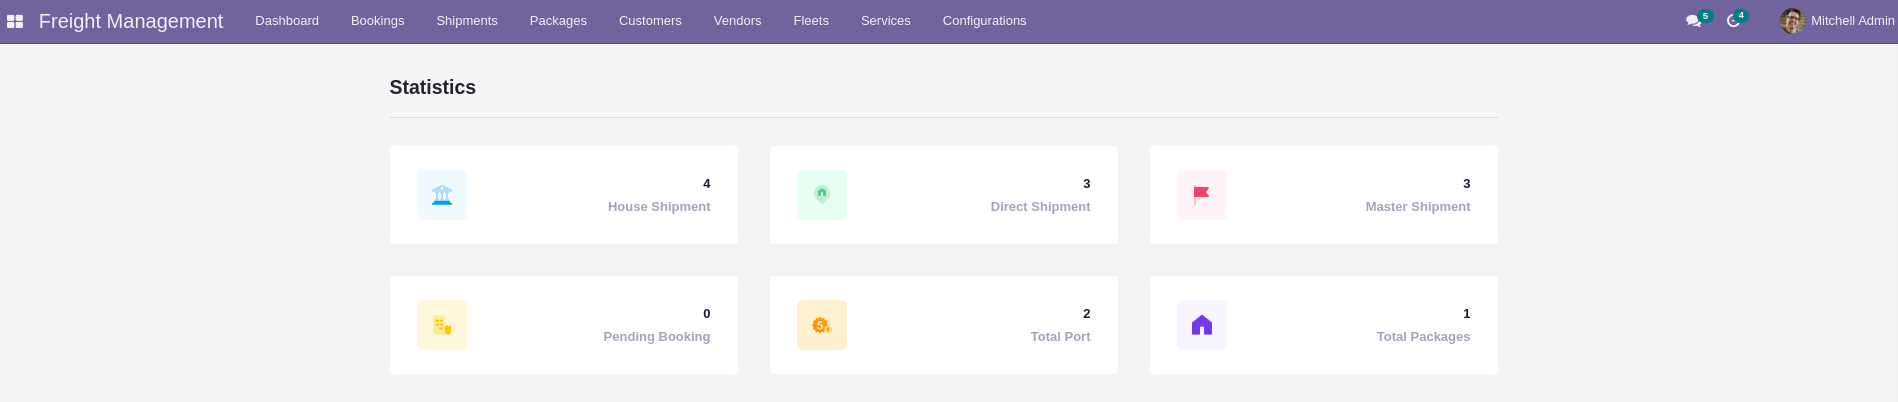 Freight Management Dashboard Bookings Shipments Packages Customers Vendors Fleets Services Configurations 5 4 Mitchell Admin
Statistics
4
House Shipment
3
Direct Shipment
3
Master Shipment
0
Pending Booking
5
2
Total Port
1
Total Packages